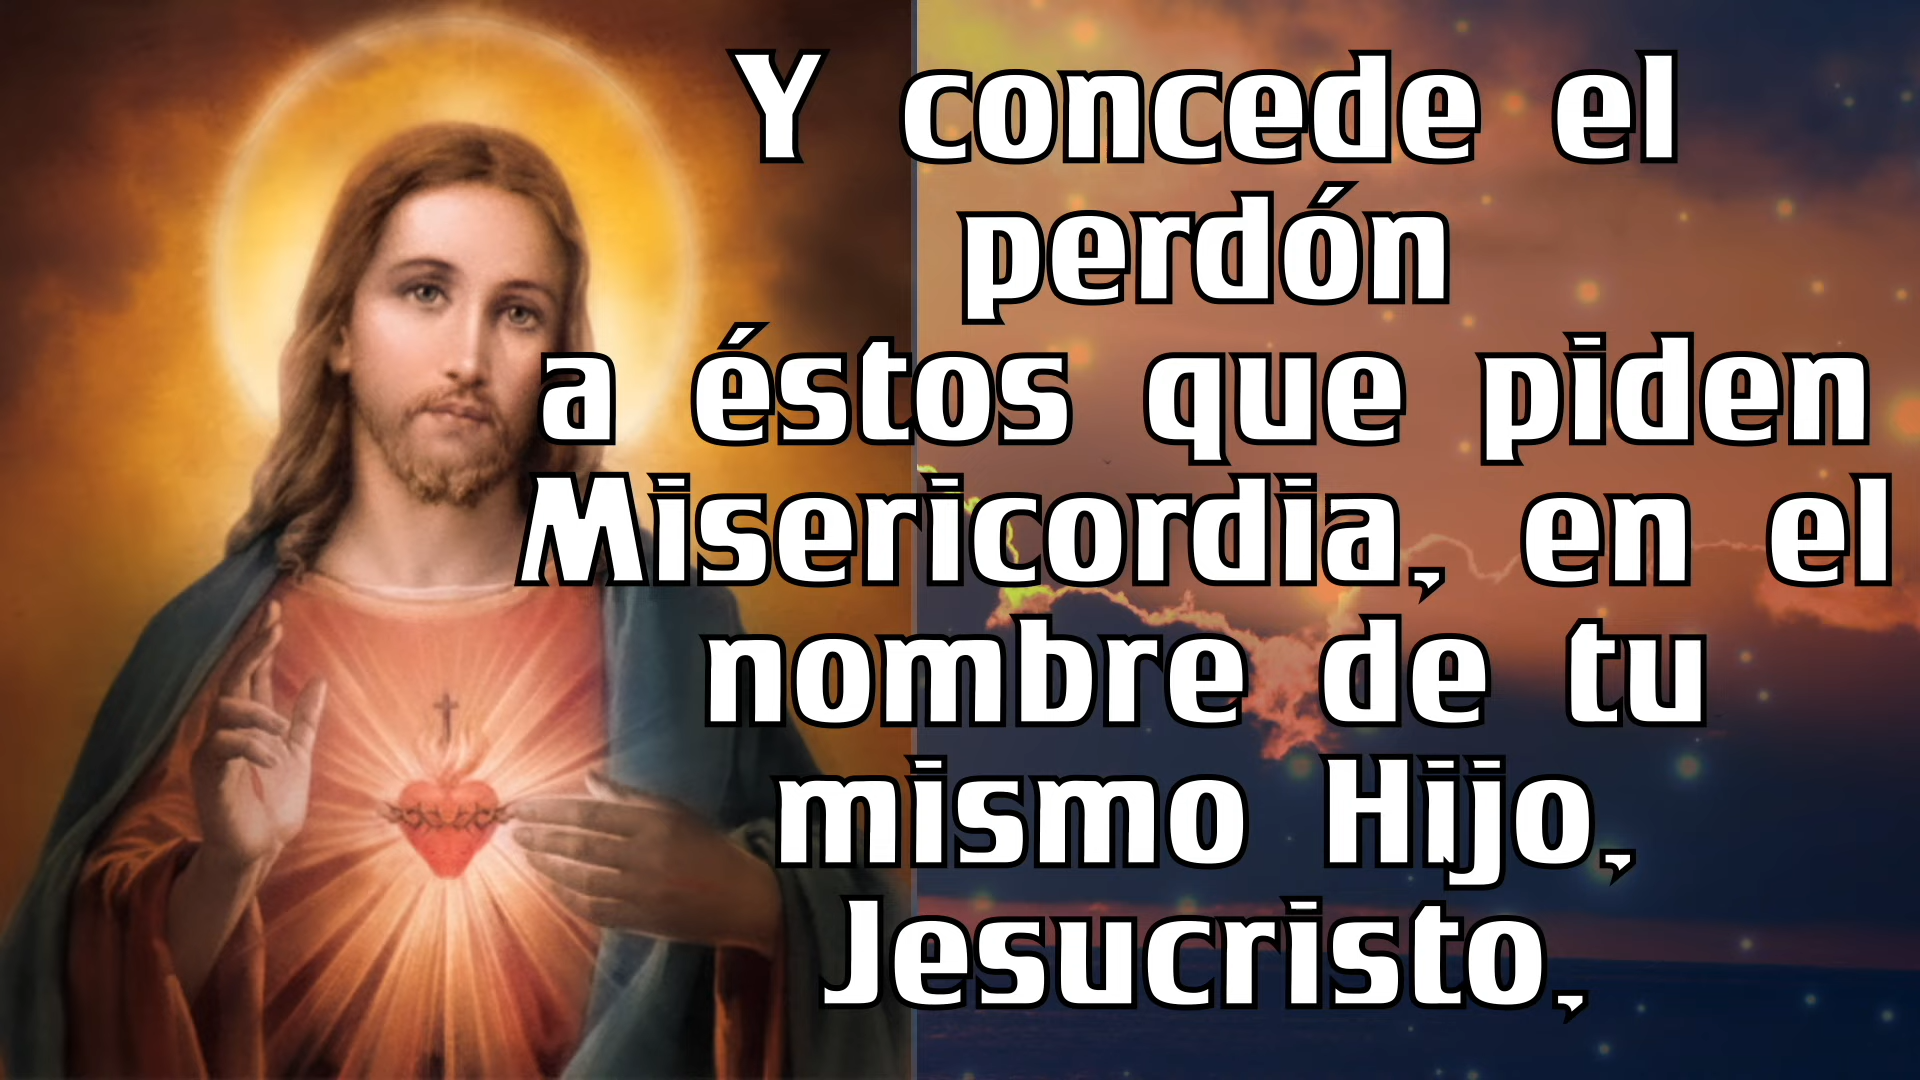 Y concede el
perdón
a éstos que piden
Misericordia, en el
nombre de tu
mismo Hijo,
Jesucristo,